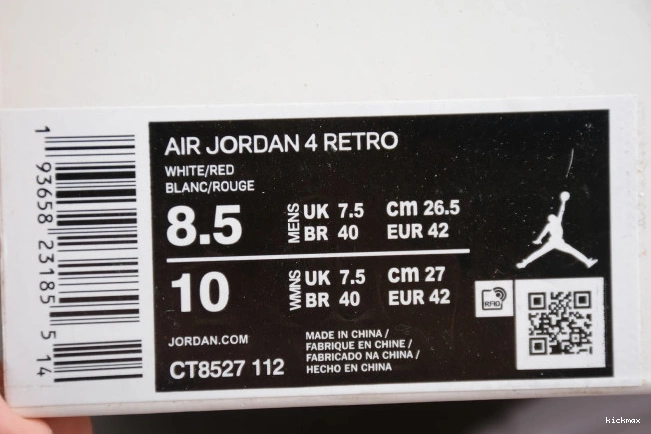 AIR JORDAN 4 RETRO
WHITE/RED
BLANC/ROUGE
8.5 MENS UK 7.5 cm 26.5
BR 40 EUR 42
10 WMNS UK 7.5 cm 27
BR 40 EUR 42
JORDAN.COM
CT8527 112
MADE IN CHINA /
FABRIQUE EN CHINE /
FABRICADO NA CHINA /
HECHO EN CHINA
RFID
1 93658 23185 5 14
kickmax